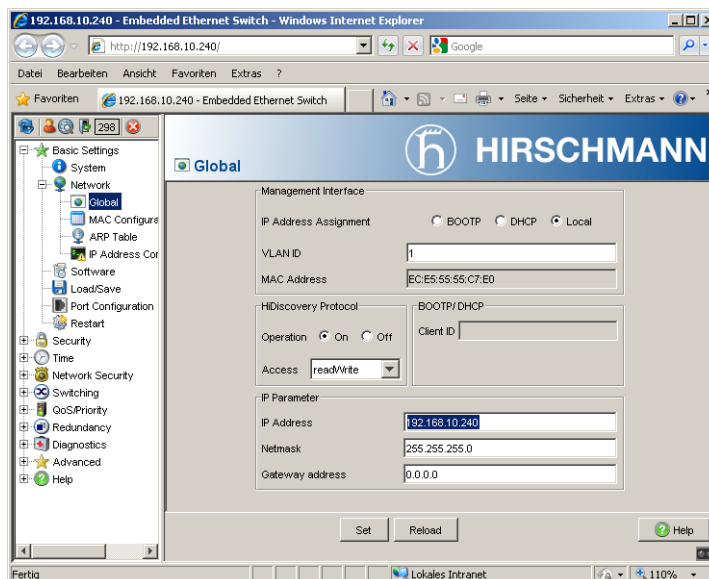 192.168.10.240 - Embedded Ethernet Switch - Windows Internet Explorer
http://192.168.10.240/
Google
Datei Bearbeiten Ansicht Favoriten Extras ?
Favoriten 192.168.10.240 - Embedded Ethernet Switch Seite Sicherheit Extras
298
Basic Settings
System
Network
Global
MAC Configura
ARP Table
IP Address Cor
Software
Load/Save
Port Configuration
Restart
Security
Time
Network Security
Switching
QoS/Priority
Redundancy
Diagnostics
Advanced
Help
Global
HIRSCHMANN
Management Interface
IP Address Assignment BOOTP DHCP Local
VLAN ID 1
MAC Address EC:E5:55:55:C7:E0
HiDiscovery Protocol
Operation On Off
Access read/Write
BOOTP/DHCP
Client ID
IP Parameter
IP Address 192.168.10.240
Netmask 255.255.255.0
Gateway address 0.0.0.0
Set Reload Help
Fertig Lokales Intranet 110%